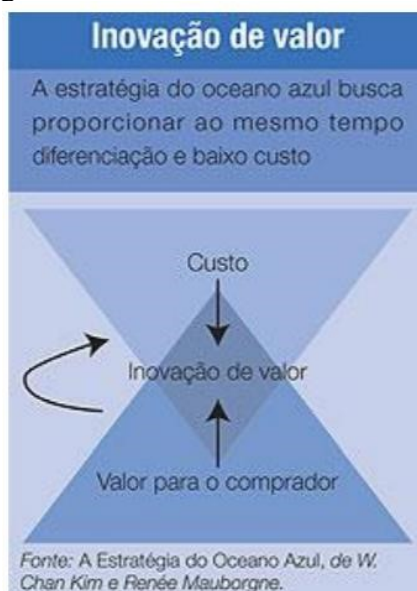 Inovação de valor
A estratégia do oceano azul busca
proporcionar ao mesmo tempo
diferenciação e baixo custo
Custo
Inovação de valor
Valor para o comprador
Fonte: A Estratégia do Oceano Azul, de W.
Chan Kim e Renée Mauborgne.